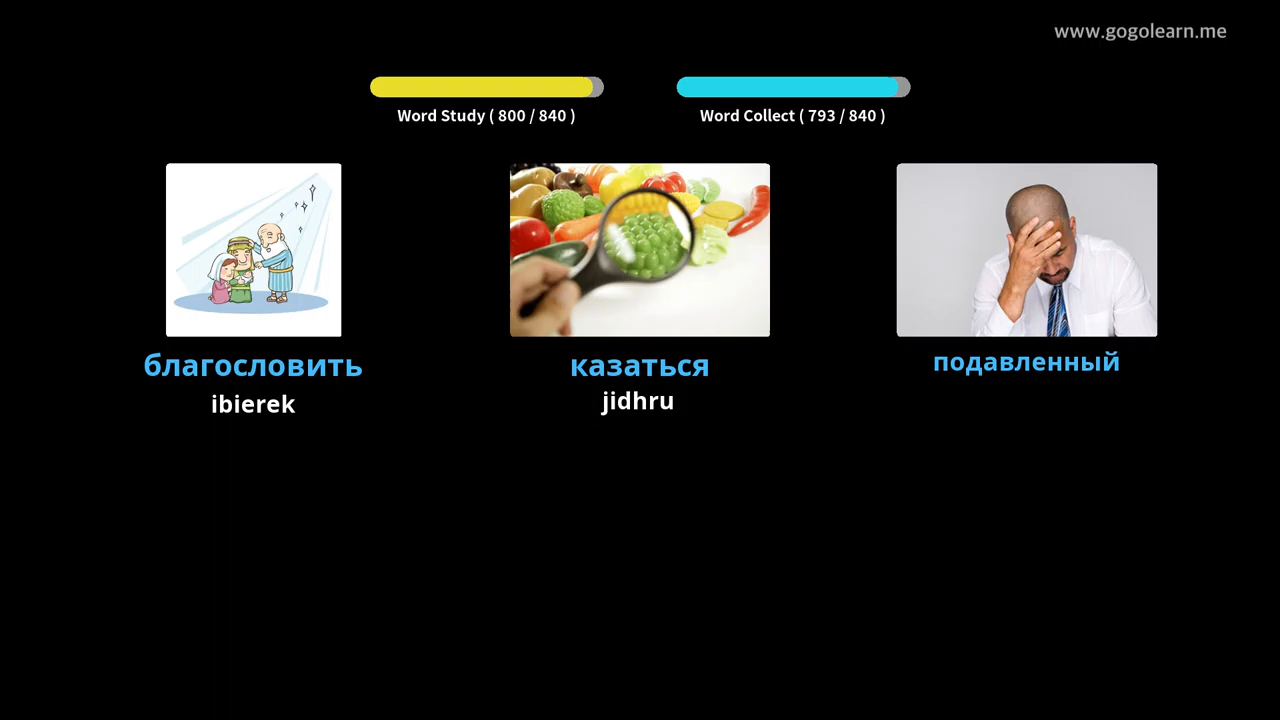 www.gogolearn.me
Word Study ( 800 / 840 )
Word Collect ( 793 / 840 )
благословить
ibierek
казаться
jidhru
подавленный